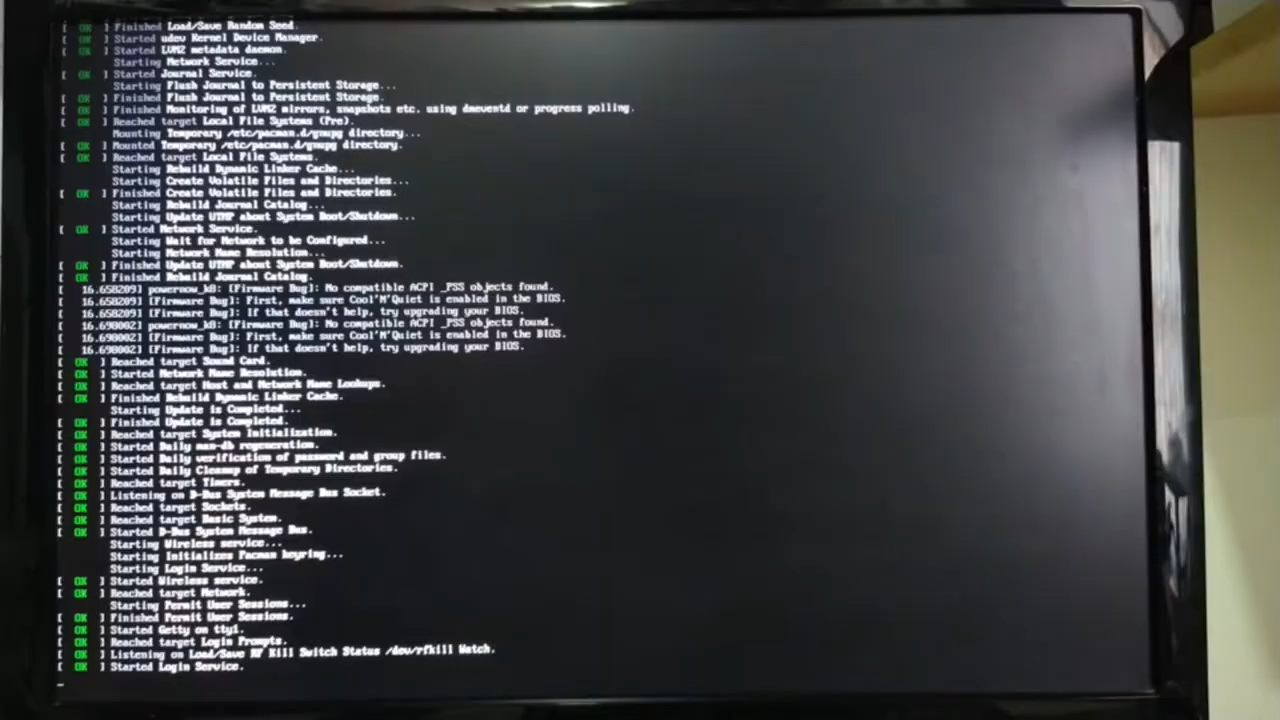 [ OK ] Finished Load/Save Random Seed.
[ OK ] Started udev Kernel Device Manager.
[ OK ] Started LVM2 metadata daemon.
Starting Network Service...
[ OK ] Started Journal Service.
Starting Flush Journal to Persistent Storage...
[ OK ] Finished Flush Journal to Persistent Storage.
[ OK ] Finished Monitoring of LVM2 mirrors, snapshots etc. using dmeventd or progress polling.
[ OK ] Reached target Local File Systems (Pre).
Mounting Temporary /etc/pacman.d/gnupg directory...
[ OK ] Mounted Temporary /etc/pacman.d/gnupg directory.
[ OK ] Reached target Local File Systems.
Starting Rebuild Dynamic Linker Cache...
Starting Create Volatile Files and Directories...
[ OK ] Finished Create Volatile Files and Directories.
Starting Rebuild Journal Catalog...
Starting Update UTMP about System Boot/Shutdown...
[ OK ] Started Network Service.
Starting Wait for Network to be Configured...
Starting Network Name Resolution...
[ OK ] Finished Update UTMP about System Boot/Shutdown.
[ OK ] Finished Rebuild Journal Catalog.
[ 16.658209] powernow_k8: [Firmware Bug]: No compatible ACPI _PSS objects found.
[ 16.658209] [Firmware Bug]: First, make sure Cool'N'Quiet is enabled in the BIOS.
[ 16.658209] [Firmware Bug]: If that doesn't help, try upgrading your BIOS.
[ 16.698002] powernow_k8: [Firmware Bug]: No compatible ACPI _PSS objects found.
[ 16.698002] [Firmware Bug]: First, make sure Cool'N'Quiet is enabled in the BIOS.
[ 16.698002] [Firmware Bug]: If that doesn't help, try upgrading your BIOS.
[ OK ] Reached target Sound Card.
[ OK ] Started Network Name Resolution.
[ OK ] Reached target Host and Network Name Lookups.
[ OK ] Finished Rebuild Dynamic Linker Cache.
Starting Update is Completed...
[ OK ] Finished Update is Completed.
[ OK ] Reached target System Initialization.
[ OK ] Started Daily man-db regeneration.
[ OK ] Started Daily verification of password and group files.
[ OK ] Started Daily Cleanup of Temporary Directories.
[ OK ] Reached target Timers.
[ OK ] Listening on D-Bus System Message Bus Socket.
[ OK ] Reached target Sockets.
[ OK ] Reached target Basic System.
[ OK ] Started D-Bus System Message Bus.
Starting Wireless service...
Starting Initializes Pacman keyring...
Starting Login Service...
[ OK ] Started Wireless service.
[ OK ] Reached target Network.
Starting Permit User Sessions...
[ OK ] Finished Permit User Sessions.
[ OK ] Started Getty on tty1.
[ OK ] Reached target Login Prompts.
[ OK ] Listening on Load/Save RF Kill Switch Status /dev/rfkill Watch.
[ OK ] Started Login Service.